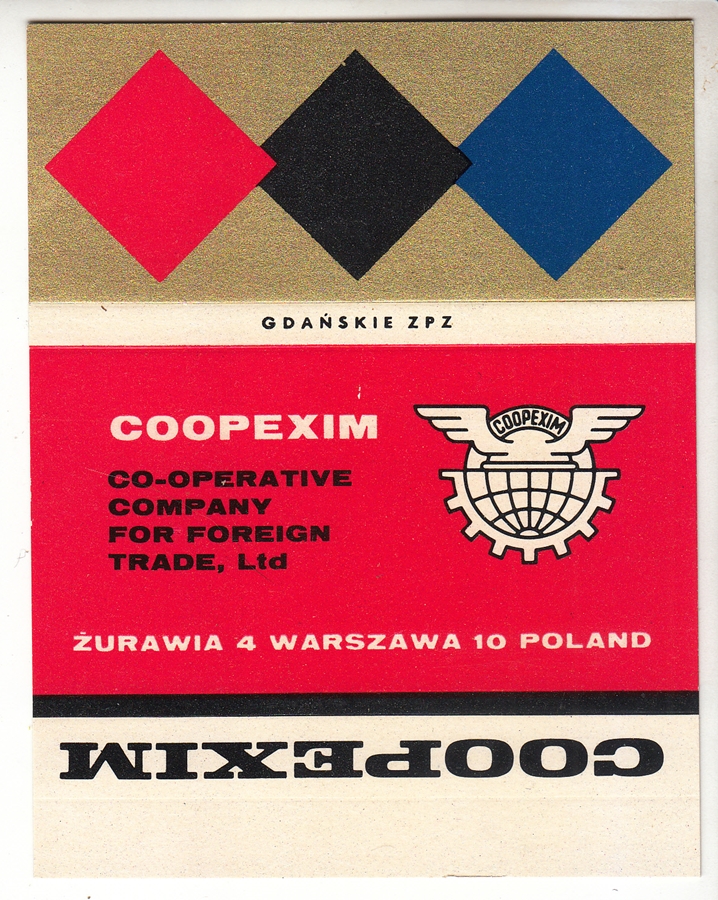 GDAŃSKIE ZPZ
COOPEXIM
COOPEXIM
CO-OPERATIVE
COMPANY
FOR FOREIGN
TRADE, Ltd
ŻURAWIA 4 WARSZAWA 10 POLAND
COOPEXIM